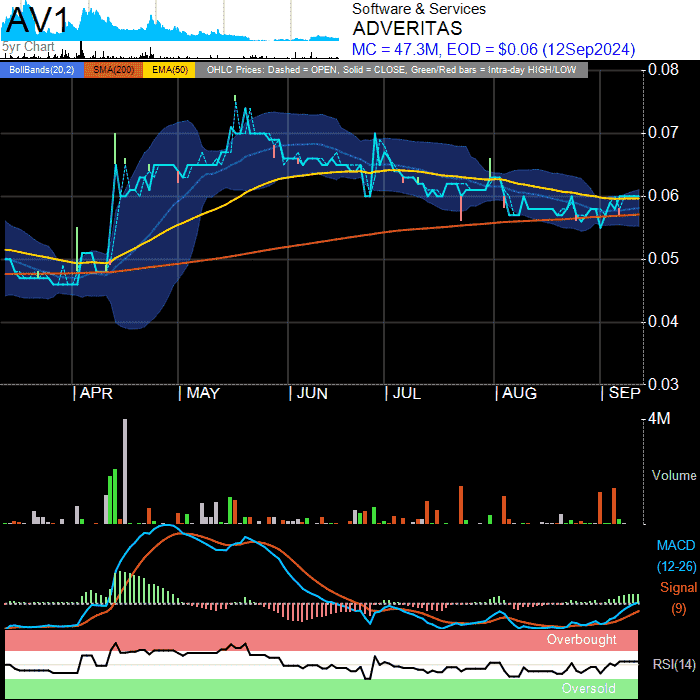 AV1
5yr Chart
Software & Services
ADVERITAS
MC = 47.3M, EOD = $0.06 (12Sep2024)
BollBands(20,2) SMA(200) EMA(50) OHLC Prices: Dashed = OPEN, Solid = CLOSE, Green/Red bars = Intra-day HIGH/LOW
0.08
0.07
0.06
0.05
0.04
0.03
APR MAY JUN JUL AUG SEP
4M
Volume
MACD
(12-26)
Signal
(9)
Overbought
RSI(14)
Oversold